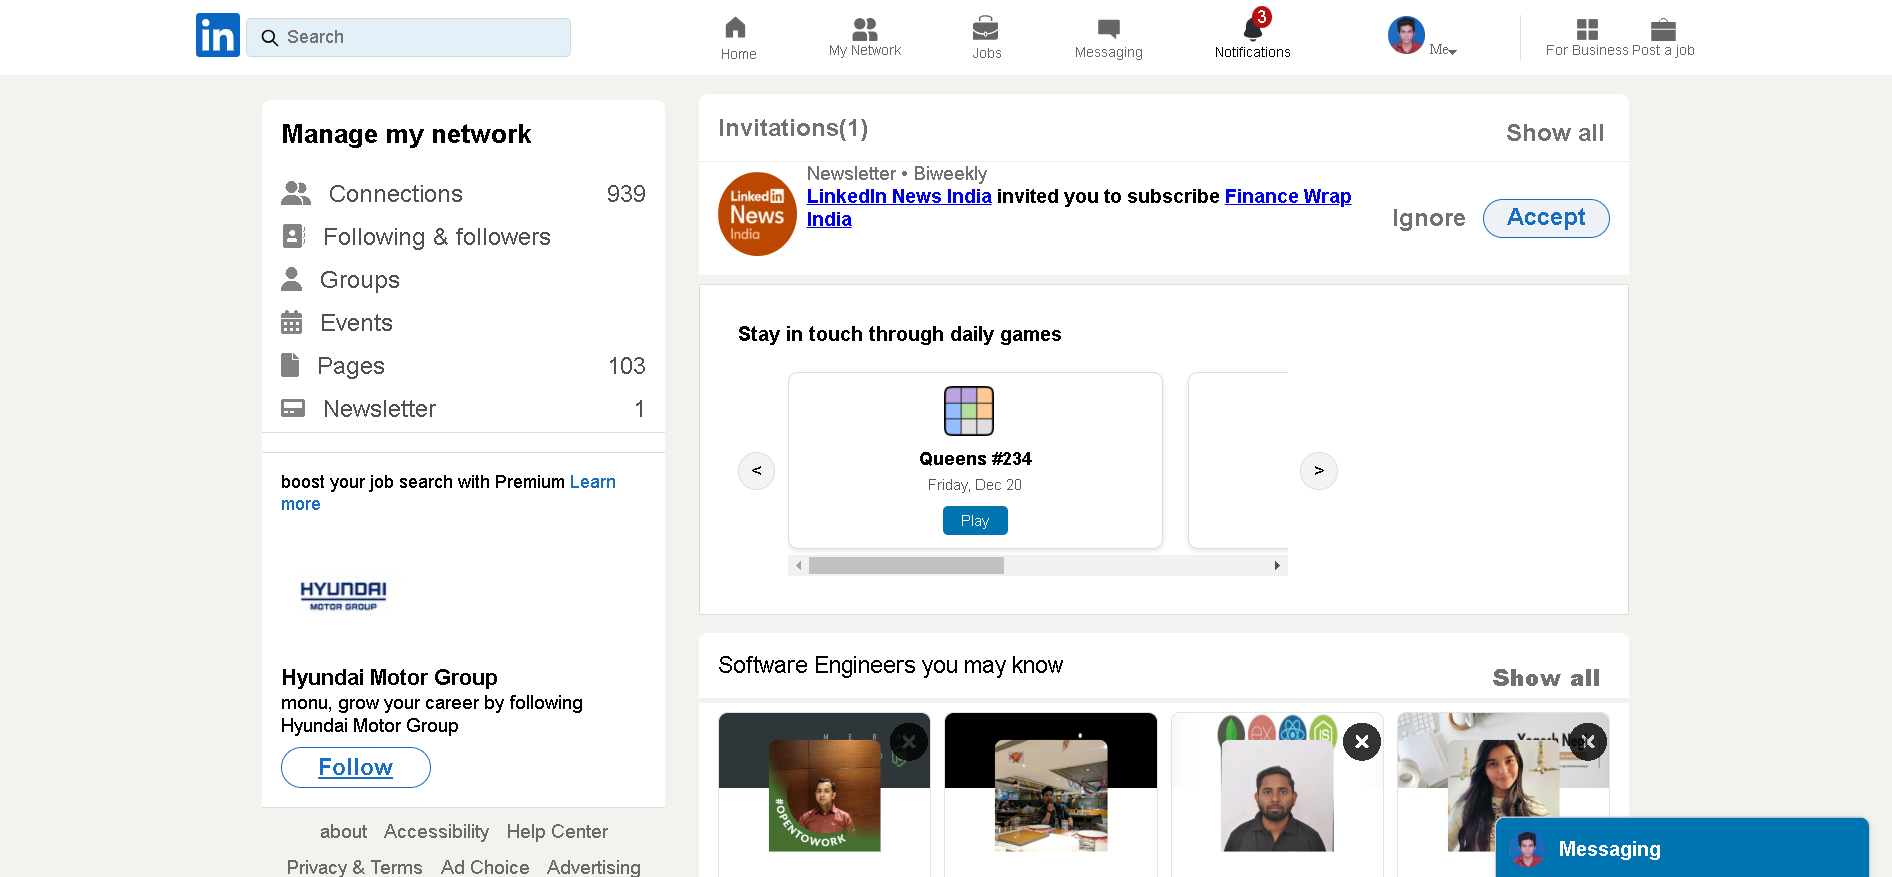 in
Search
Home
My Network
Jobs
Messaging
3
Notifications
Me
For Business
Post a job
Manage my network
Connections 939
Following & followers
Groups
Events
Pages 103
Newsletter 1
boost your job search with Premium Learn
more
HYUNDAI
MOTOR GROUP
Hyundai Motor Group
monu, grow your career by following
Hyundai Motor Group
Follow
about Accessibility Help Center
Privacy & Terms Ad Choice Advertising
Invitations(1)
Show all
Linked in
News
India
Newsletter • Biweekly
LinkedIn News India invited you to subscribe Finance Wrap
India
Ignore
Accept
Stay in touch through daily games
<
Queens #234
Friday, Dec 20
Play
>
Software Engineers you may know
Show all
M E R
#OPENTOWORK
ex
JS
Yogesh Negi
Messaging